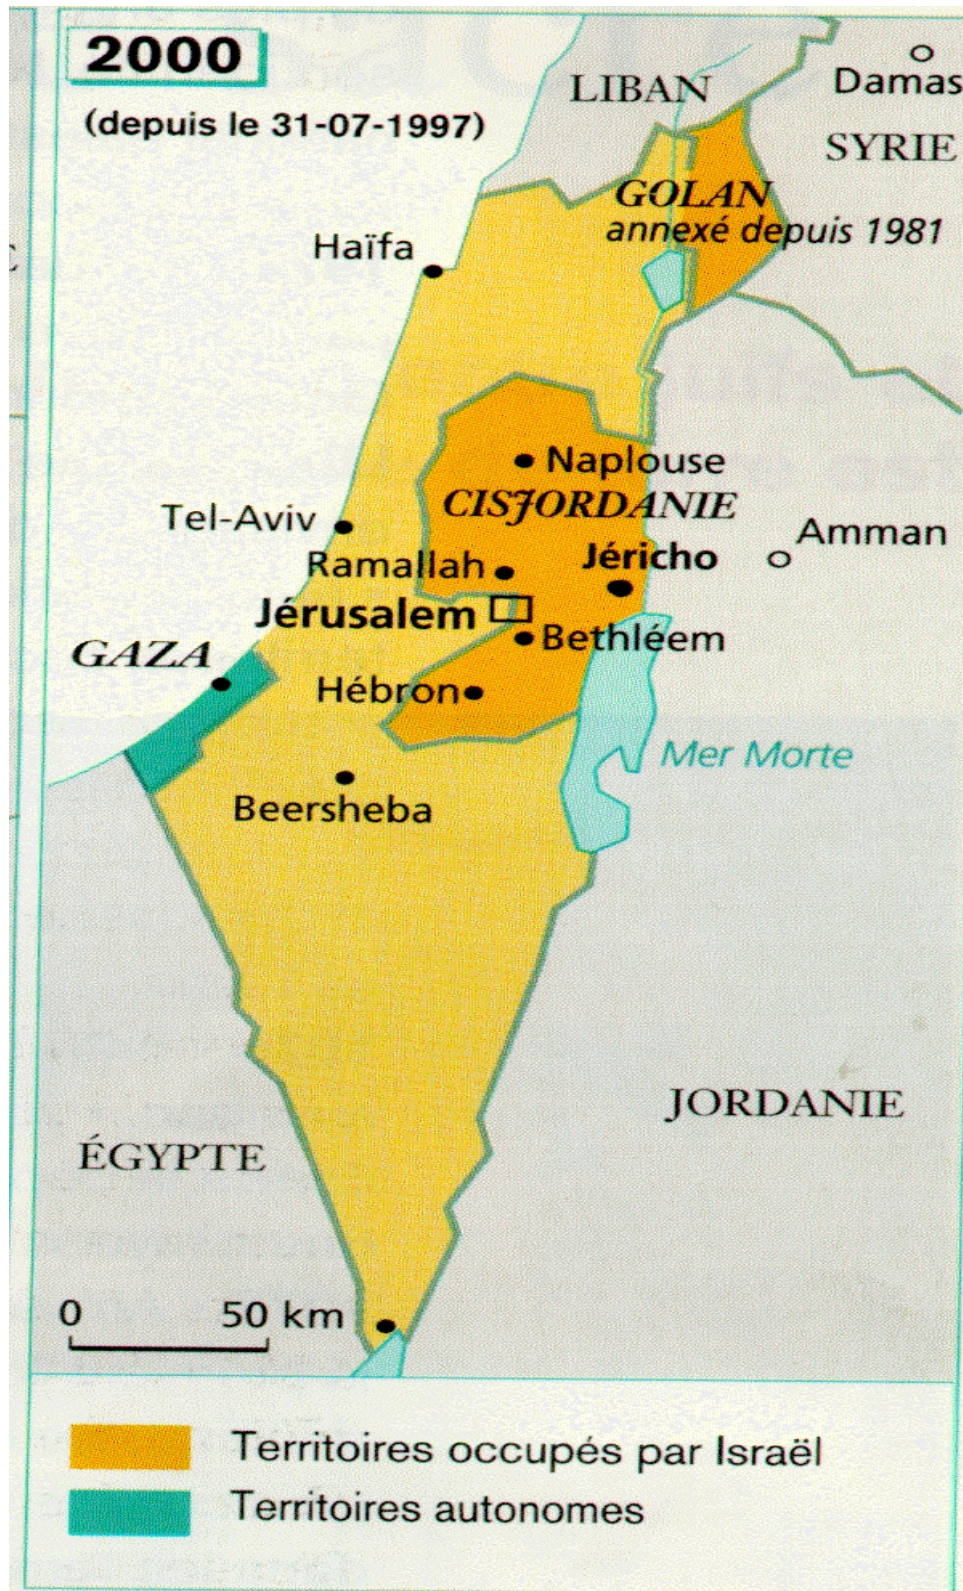 2000
(depuis le 31-07-1997)
LIBAN
Damas
SYRIE
GOLAN
annexé depuis 1981
Haïfa
Naplouse
CISJORDANIE
Tel-Aviv
Amman
Ramallah
Jéricho
Jérusalem
Bethléem
GAZA
Hébron
Mer Morte
Beersheba
JORDANIE
ÉGYPTE
0 50 km
Territoires occupés par Israël
Territoires autonomes